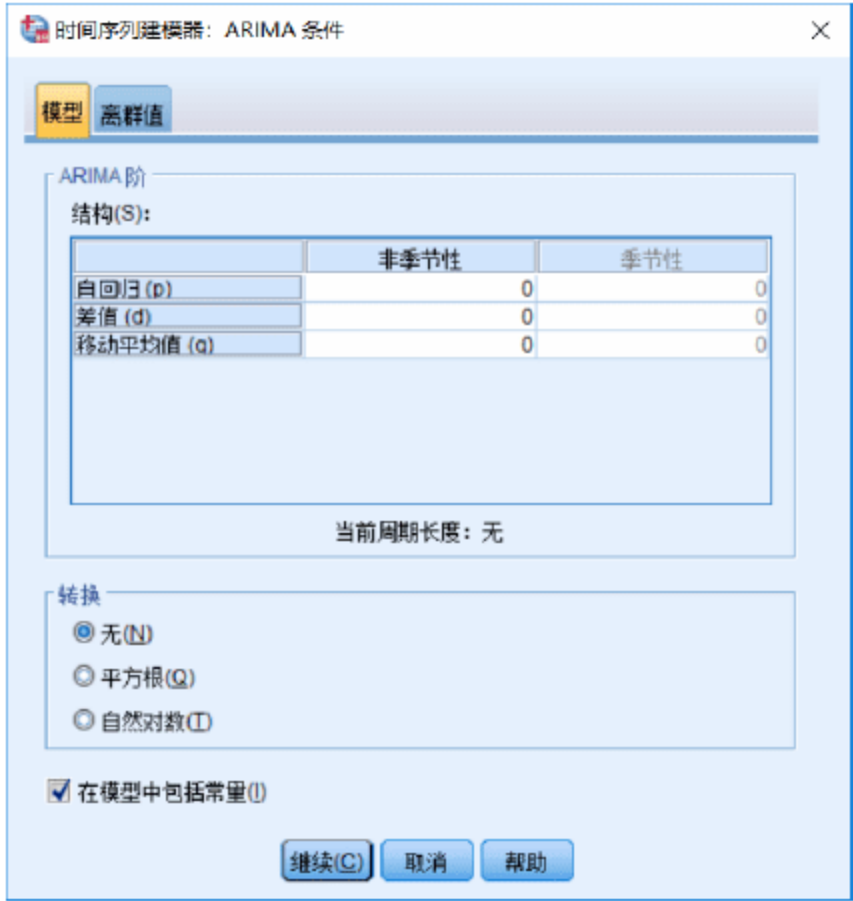 时间序列建模器：ARIMA 条件
模型 离群值
ARIMA 阶
结构(S)：
非季节性 季节性
自回归 (p) 0 0
差值 (d) 0 0
移动平均值 (q) 0 0
当前周期长度：无
转换
无(N)
平方根(Q)
自然对数(T)
在模型中包括常量(I)
继续(C) 取消 帮助